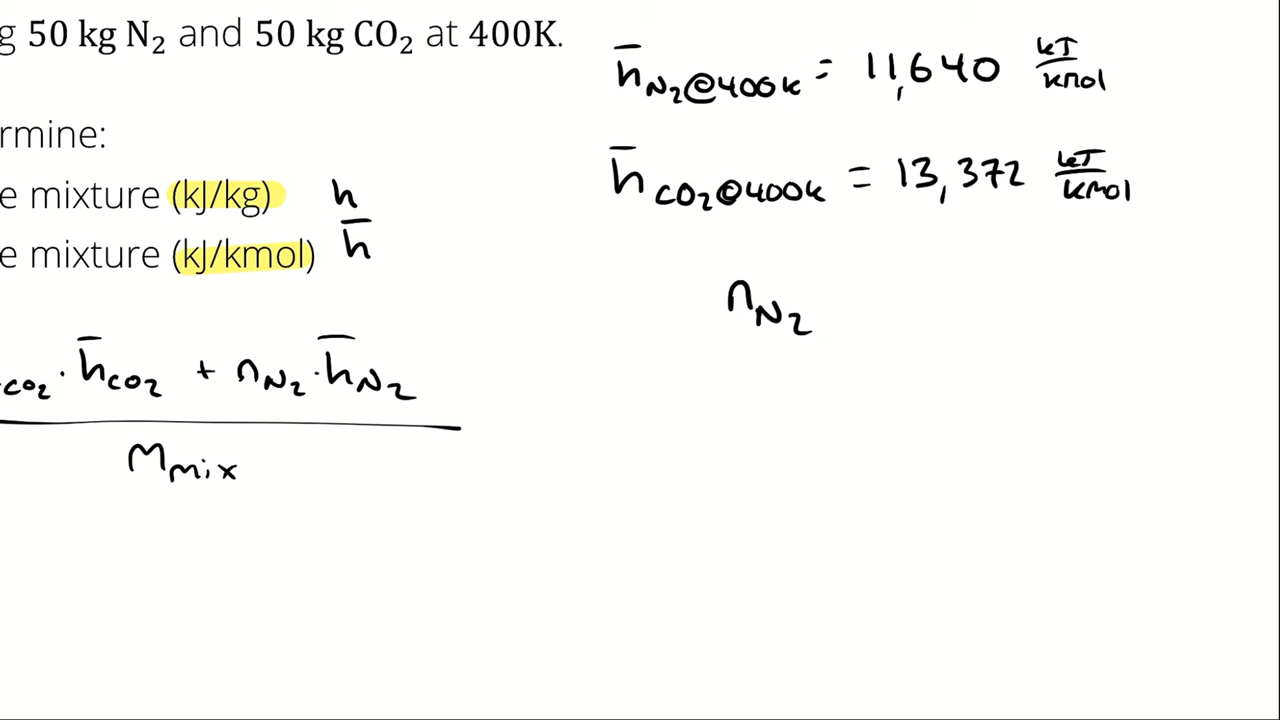 g 50 kg N₂ and 50 kg CO₂ at 400K.
rmine:
e mixture (kJ/kg) h
e mixture (kJ/kmol) h̅
CO₂ · h̅CO₂ + nN₂ · h̅N₂
Mmix
h̅N₂@400K = 11,640 kJ/kmol
h̅CO₂@400K = 13,372 kJ/kmol
nN₂